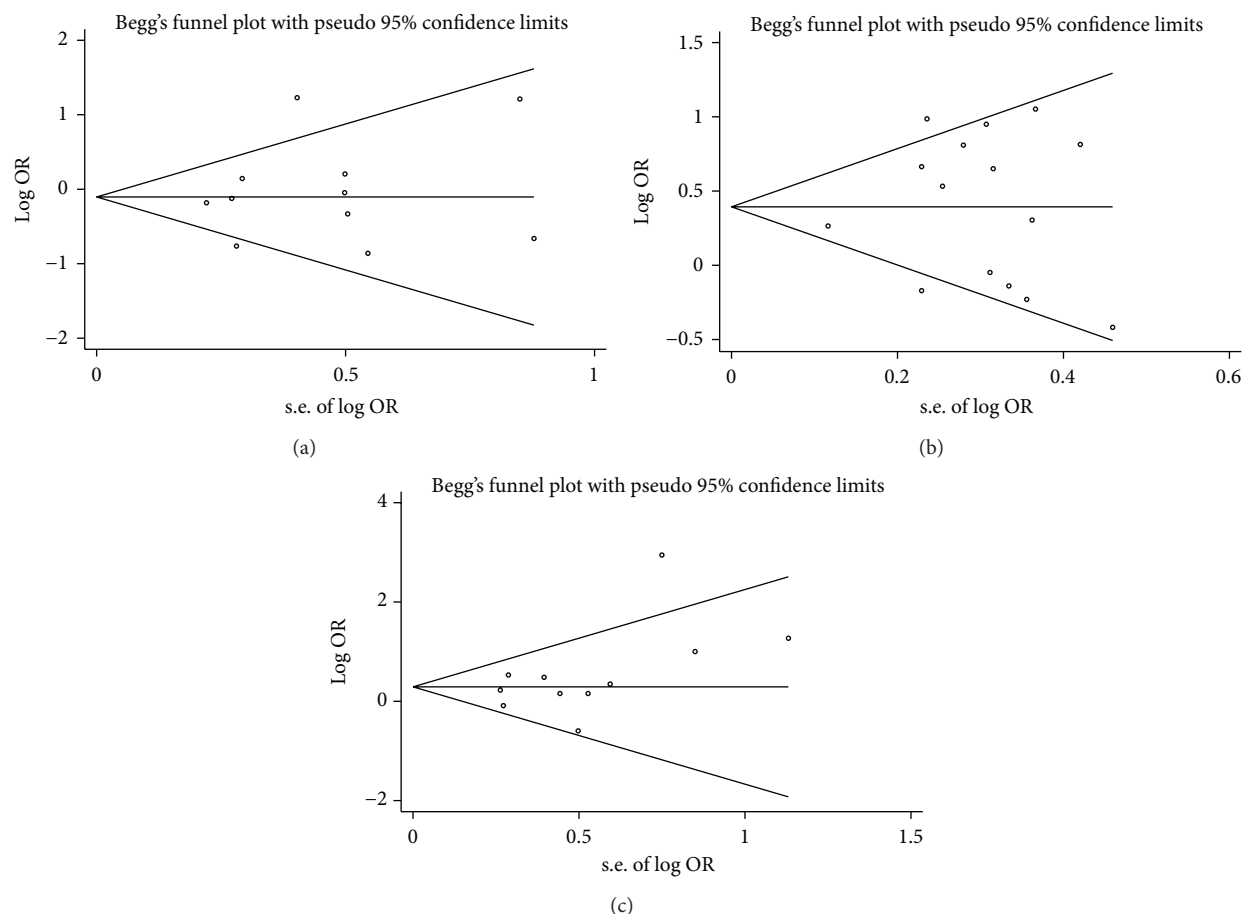 Begg's funnel plot with pseudo 95% confidence limits
2
1
0
−1
−2
Log OR
0
0.5
1
s.e. of log OR
(a)
Begg's funnel plot with pseudo 95% confidence limits
1.5
1
0.5
0
−0.5
Log OR
0
0.2
0.4
0.6
s.e. of log OR
(b)
Begg's funnel plot with pseudo 95% confidence limits
4
2
0
−2
Log OR
0
0.5
1
1.5
s.e. of log OR
(c)